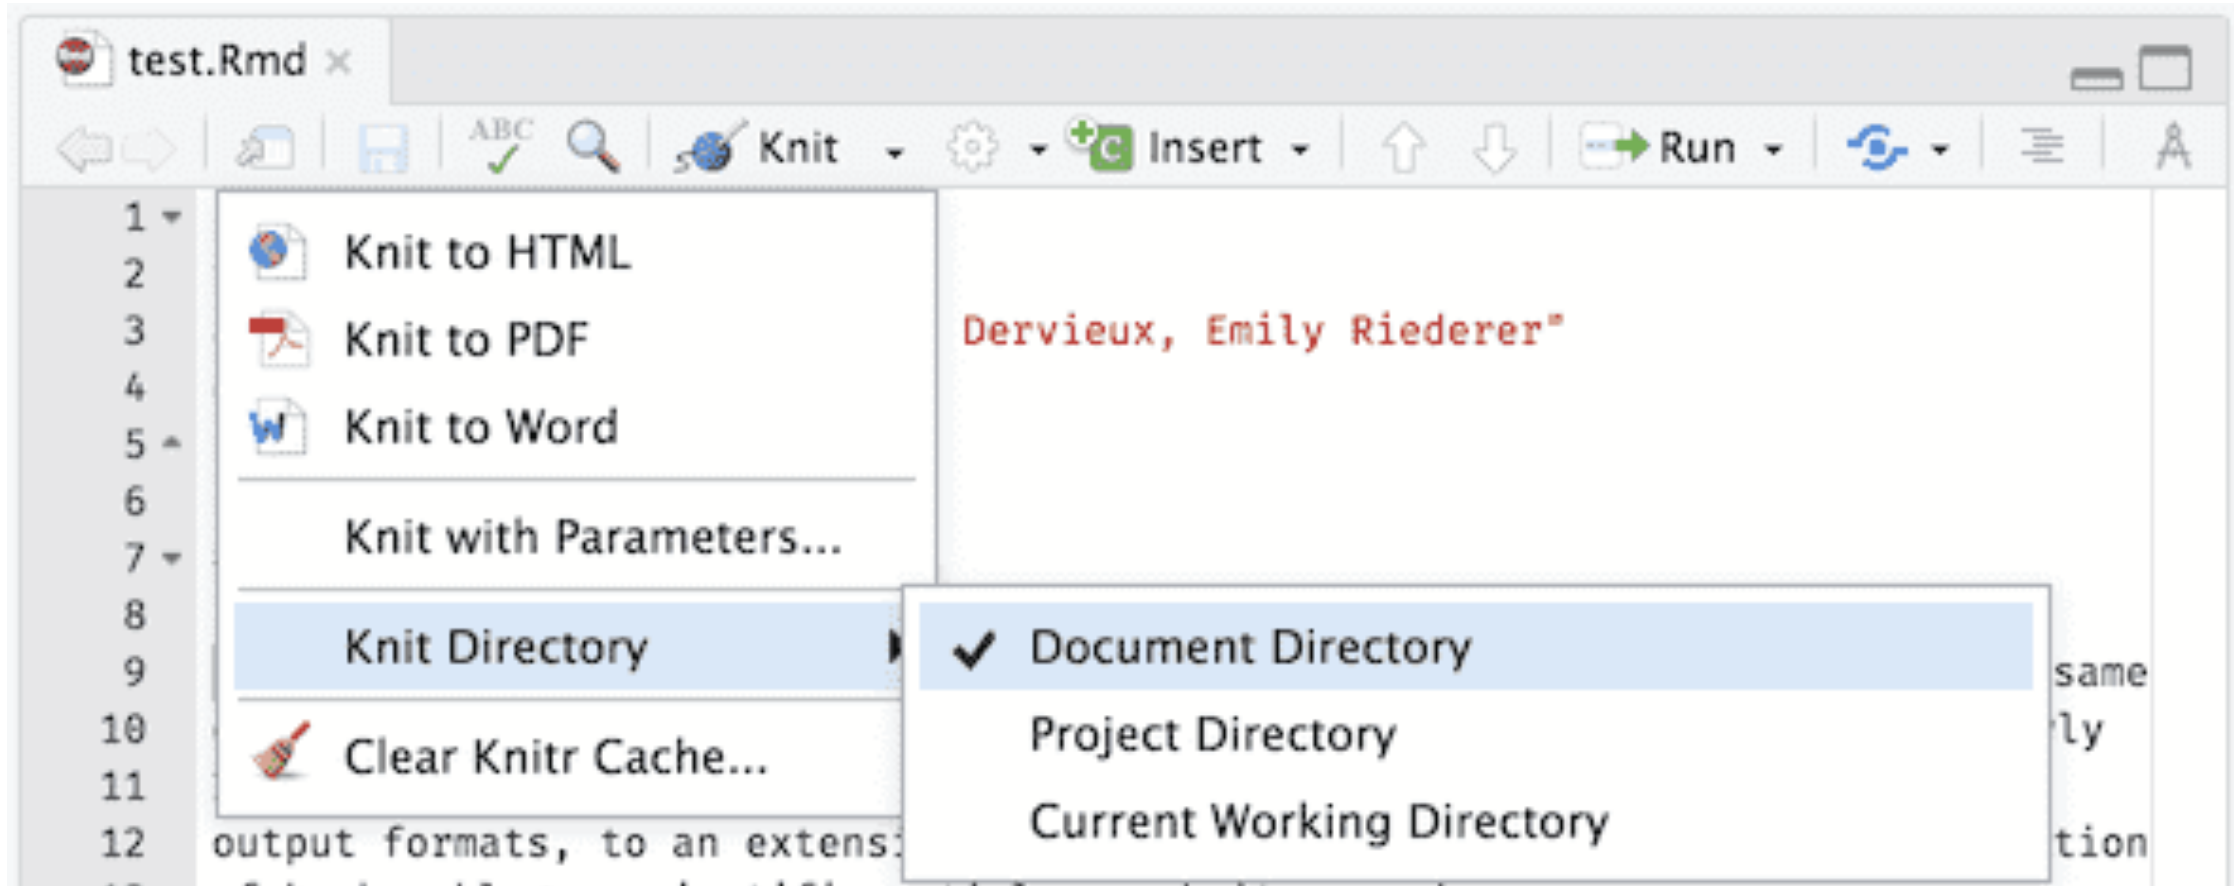 test.Rmd
ABC Knit Insert Run
1
Knit to HTML
2
3 Dervieux, Emily Riederer"
Knit to PDF
4
Knit to Word
5
6
Knit with Parameters...
7
8
Knit Directory
Document Directory
9 same
10 ly
Project Directory
Clear Knitr Cache...
11
Current Working Directory
12 output formats, to an extens tion